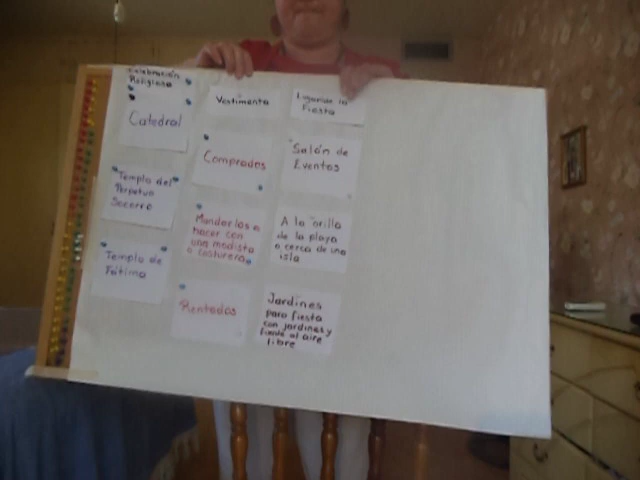 Celebración
Religiosa
Catedral
Templo del
Perpetuo
Socorro
Templo de
Fátima
Vestimenta
Comprados
Mandarlos a
hacer con
una modista
o costurera
Rentados
Lugar de la
Fiesta
Salón de
Eventos
A la orilla
de la playa
o cerca de una
isla
Jardines
para fiesta
con jardines y
fuente al aire
libre